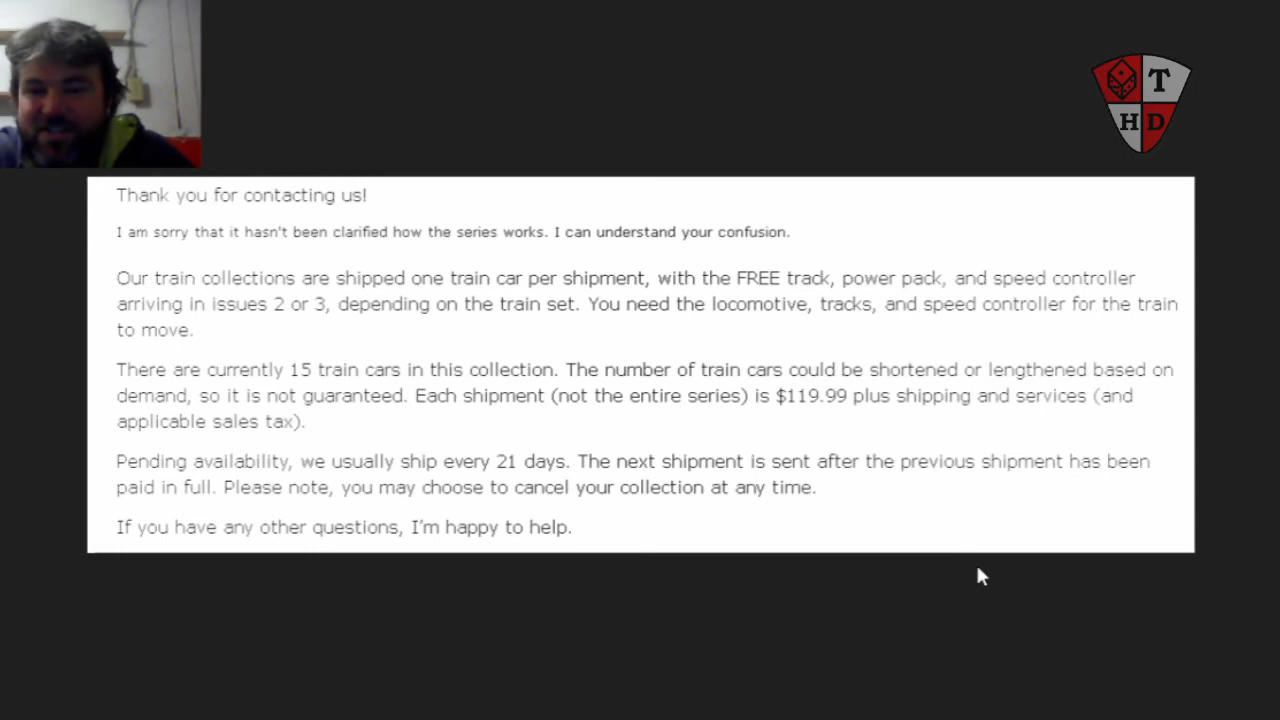 T
H D
Thank you for contacting us!
I am sorry that it hasn't been clarified how the series works. I can understand your confusion.
Our train collections are shipped one train car per shipment, with the FREE track, power pack, and speed controller
arriving in issues 2 or 3, depending on the train set. You need the locomotive, tracks, and speed controller for the train
to move.
There are currently 15 train cars in this collection. The number of train cars could be shortened or lengthened based on
demand, so it is not guaranteed. Each shipment (not the entire series) is $119.99 plus shipping and services (and
applicable sales tax).
Pending availability, we usually ship every 21 days. The next shipment is sent after the previous shipment has been
paid in full. Please note, you may choose to cancel your collection at any time.
If you have any other questions, I'm happy to help.